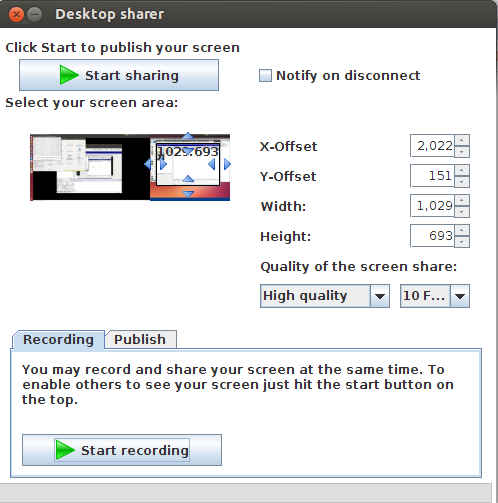 Desktop sharer
Click Start to publish your screen
Start sharing
Notify on disconnect
Select your screen area:
1029:693
X-Offset 2,022
Y-Offset 151
Width: 1,029
Height: 693
Quality of the screen share:
High quality 10 F...
Recording Publish
You may record and share your screen at the same time. To
enable others to see your screen just hit the start button on
the top.
Start recording